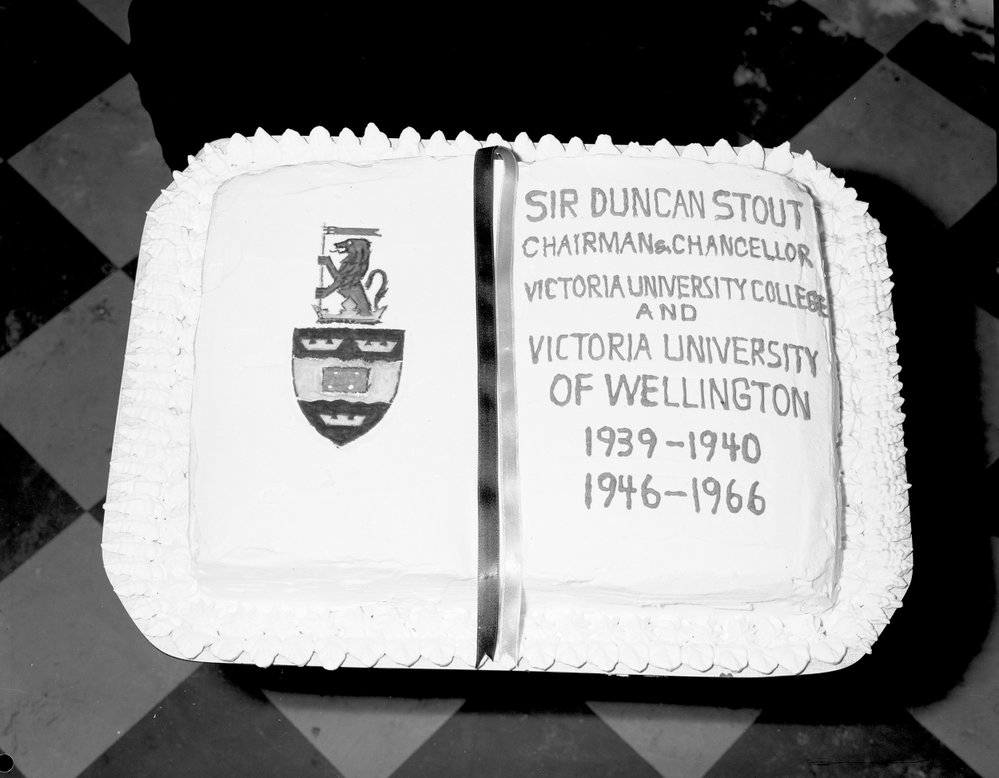 SIR DUNCAN STOUT
CHAIRMAN & CHANCELLOR
VICTORIA UNIVERSITY COLLEGE
AND
VICTORIA UNIVERSITY
OF WELLINGTON
1939-1940
1946-1966